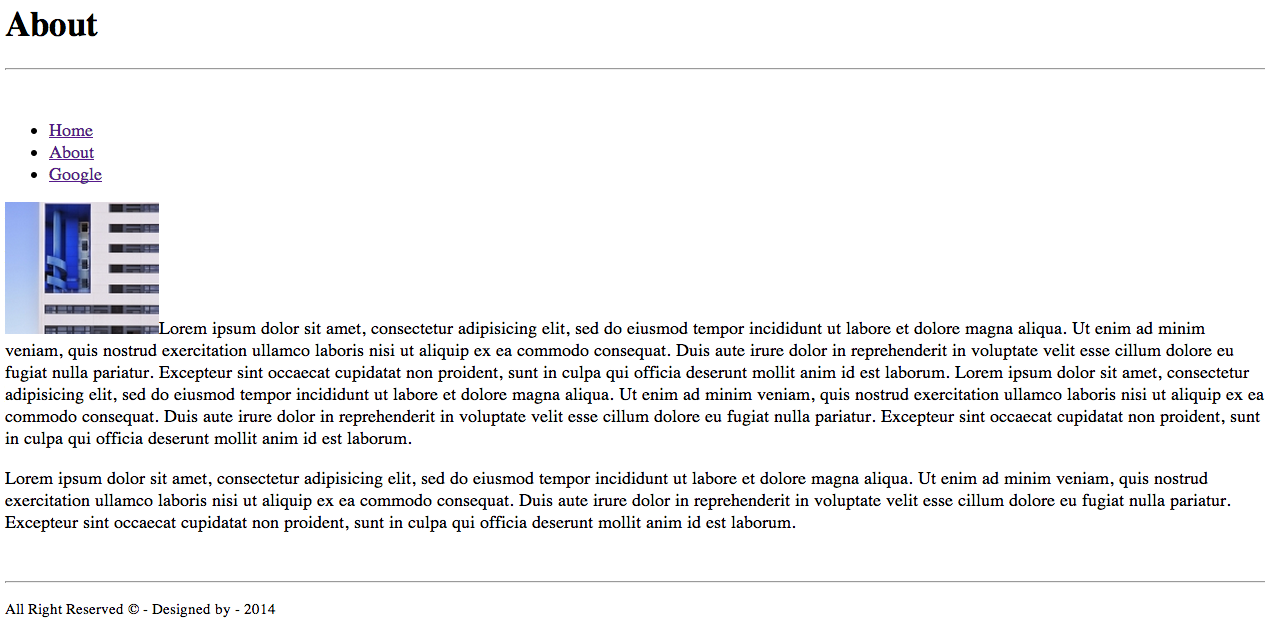 About
Home
About
Google
Lorem ipsum dolor sit amet, consectetur adipisicing elit, sed do eiusmod tempor incididunt ut labore et dolore magna aliqua. Ut enim ad minim
veniam, quis nostrud exercitation ullamco laboris nisi ut aliquip ex ea commodo consequat. Duis aute irure dolor in reprehenderit in voluptate velit esse cillum dolore eu
fugiat nulla pariatur. Excepteur sint occaecat cupidatat non proident, sunt in culpa qui officia deserunt mollit anim id est laborum. Lorem ipsum dolor sit amet, consectetur
adipisicing elit, sed do eiusmod tempor incididunt ut labore et dolore magna aliqua. Ut enim ad minim veniam, quis nostrud exercitation ullamco laboris nisi ut aliquip ex ea
commodo consequat. Duis aute irure dolor in reprehenderit in voluptate velit esse cillum dolore eu fugiat nulla pariatur. Excepteur sint occaecat cupidatat non proident, sunt
in culpa qui officia deserunt mollit anim id est laborum.
Lorem ipsum dolor sit amet, consectetur adipisicing elit, sed do eiusmod tempor incididunt ut labore et dolore magna aliqua. Ut enim ad minim veniam, quis nostrud
exercitation ullamco laboris nisi ut aliquip ex ea commodo consequat. Duis aute irure dolor in reprehenderit in voluptate velit esse cillum dolore eu fugiat nulla pariatur.
Excepteur sint occaecat cupidatat non proident, sunt in culpa qui officia deserunt mollit anim id est laborum.
All Right Reserved © - Designed by - 2014